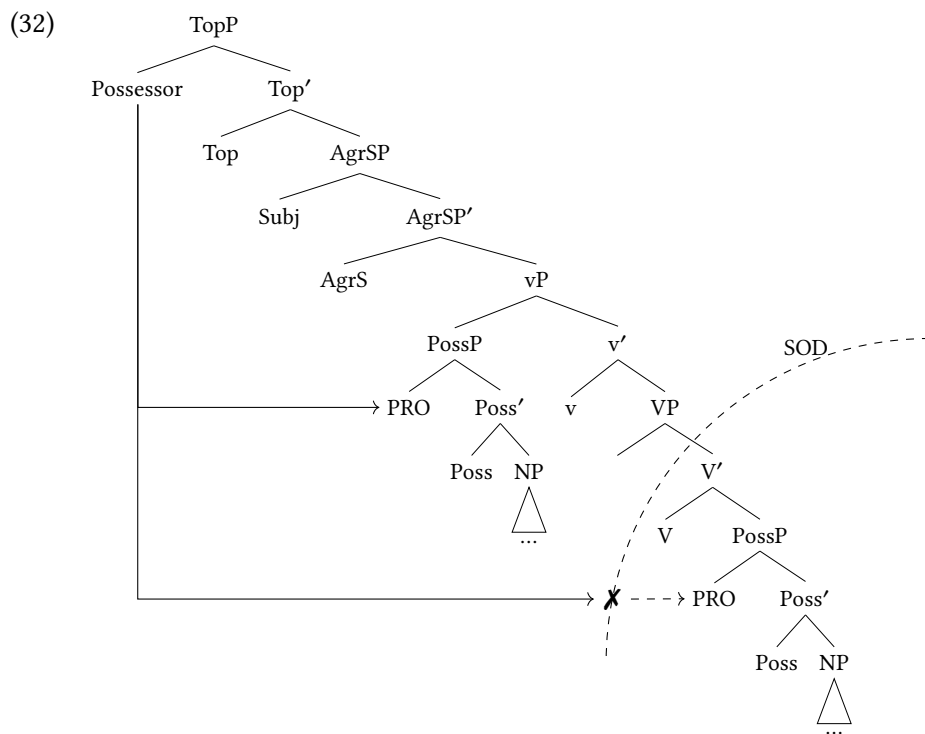 (32)
TopP
Possessor Top′
Top AgrSP
Subj AgrSP′
AgrS vP
PossP v′
SOD
PRO Poss′ v VP
Poss NP V′
... V PossP
✗ PRO Poss′
Poss NP
...